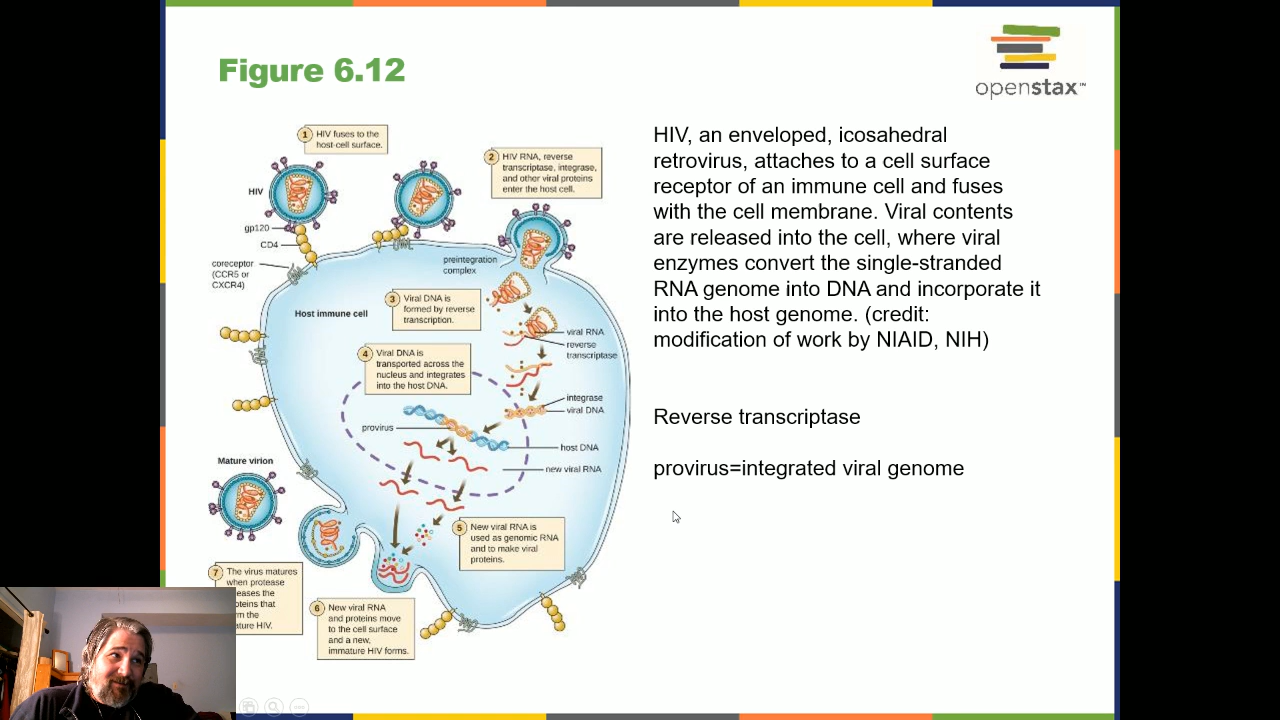 Figure 6.12
openstax™
1 HIV fuses to the
host-cell surface.
2 HIV RNA, reverse
transcriptase, integrase,
and other viral proteins
enter the host cell.
HIV
gp120
CD4
coreceptor
(CCR5 or
CXCR4)
preintegration
complex
3 Viral DNA is
formed by reverse
transcription.
Host immune cell
viral RNA
reverse
transcriptase
4 Viral DNA is
transported across the
nucleus and integrates
into the host DNA.
integrase
viral DNA
provirus
host DNA
new viral RNA
Mature virion
5 New viral RNA is
used as genomic RNA
and to make viral
proteins.
7 The virus matures
when protease
eases the
oteins that
m the
ature HIV.
6 New viral RNA
and proteins move
to the cell surface
and a new,
immature HIV forms.
HIV, an enveloped, icosahedral
retrovirus, attaches to a cell surface
receptor of an immune cell and fuses
with the cell membrane. Viral contents
are released into the cell, where viral
enzymes convert the single-stranded
RNA genome into DNA and incorporate it
into the host genome. (credit:
modification of work by NIAID, NIH)
Reverse transcriptase
provirus=integrated viral genome